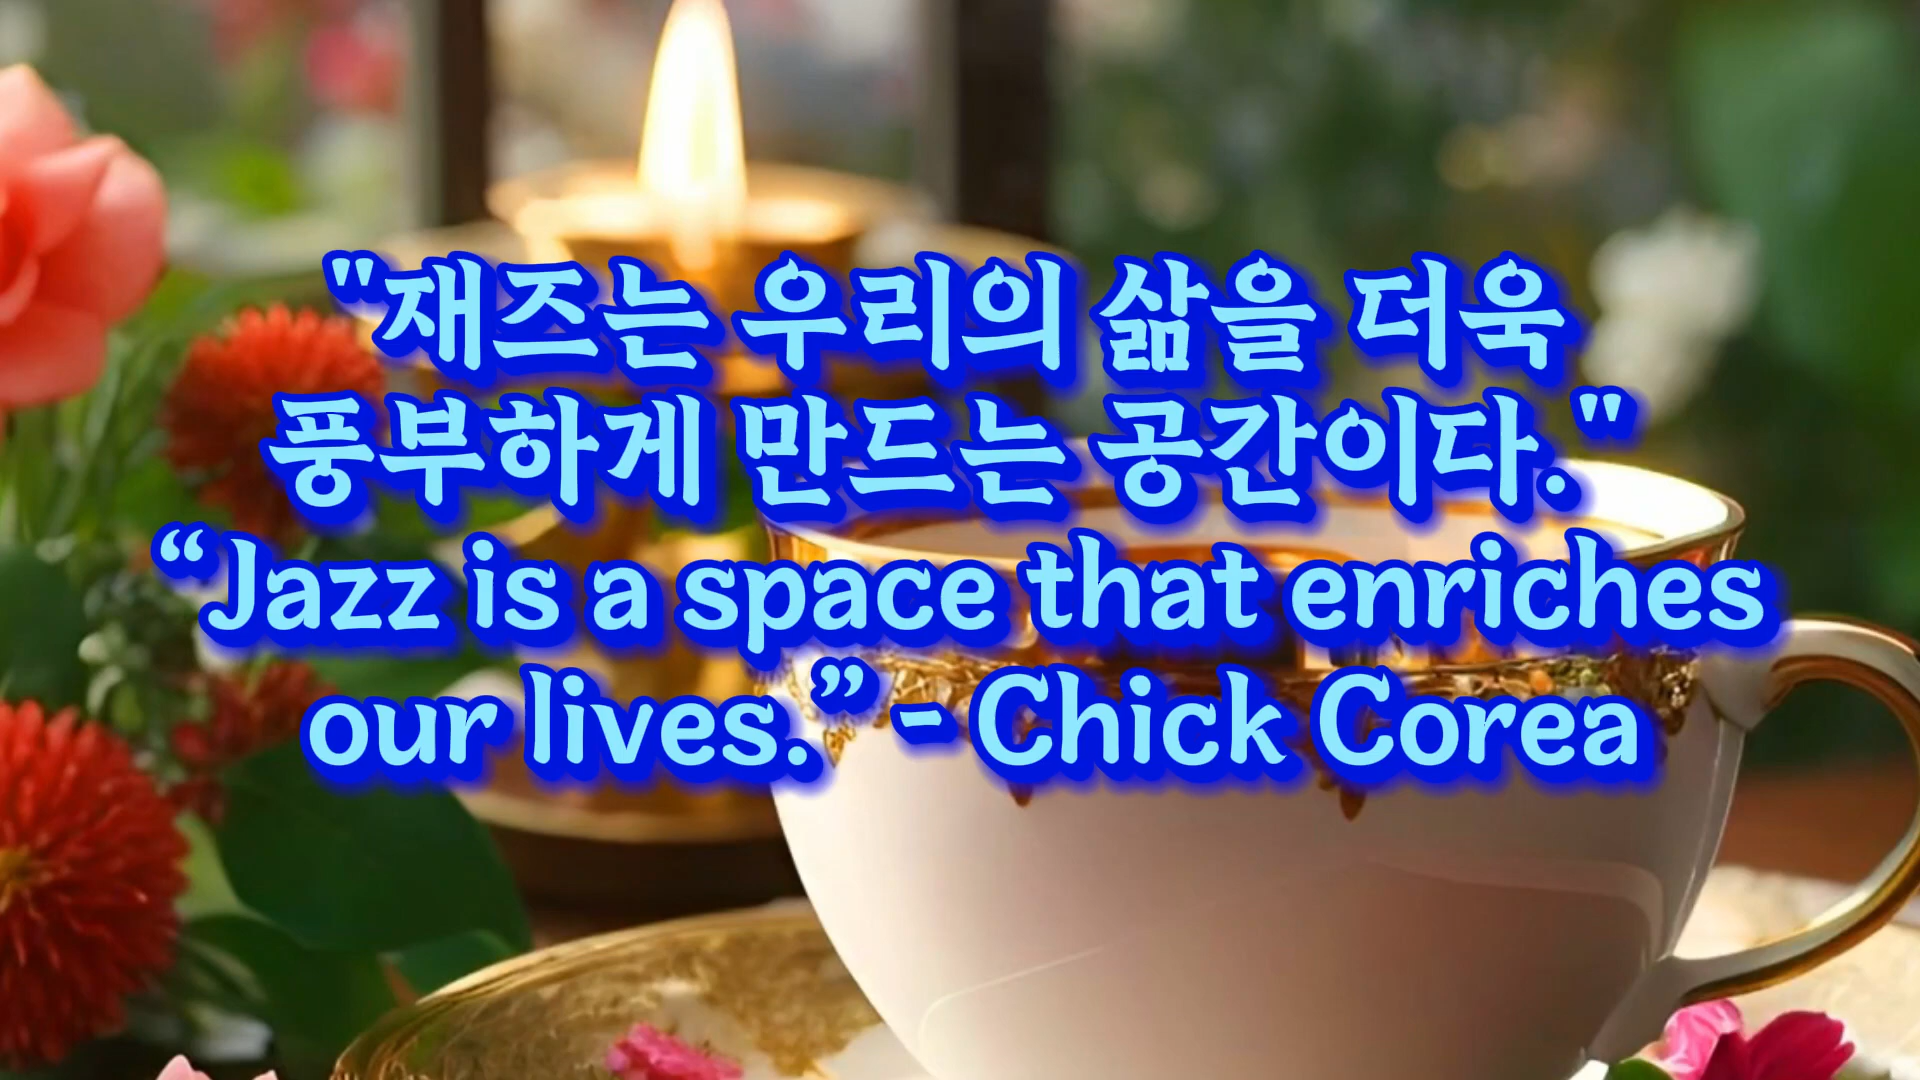 "재즈는 우리의 삶을 더욱
풍부하게 만드는 공간이다."
“Jazz is a space that enriches
our lives.” - Chick Corea